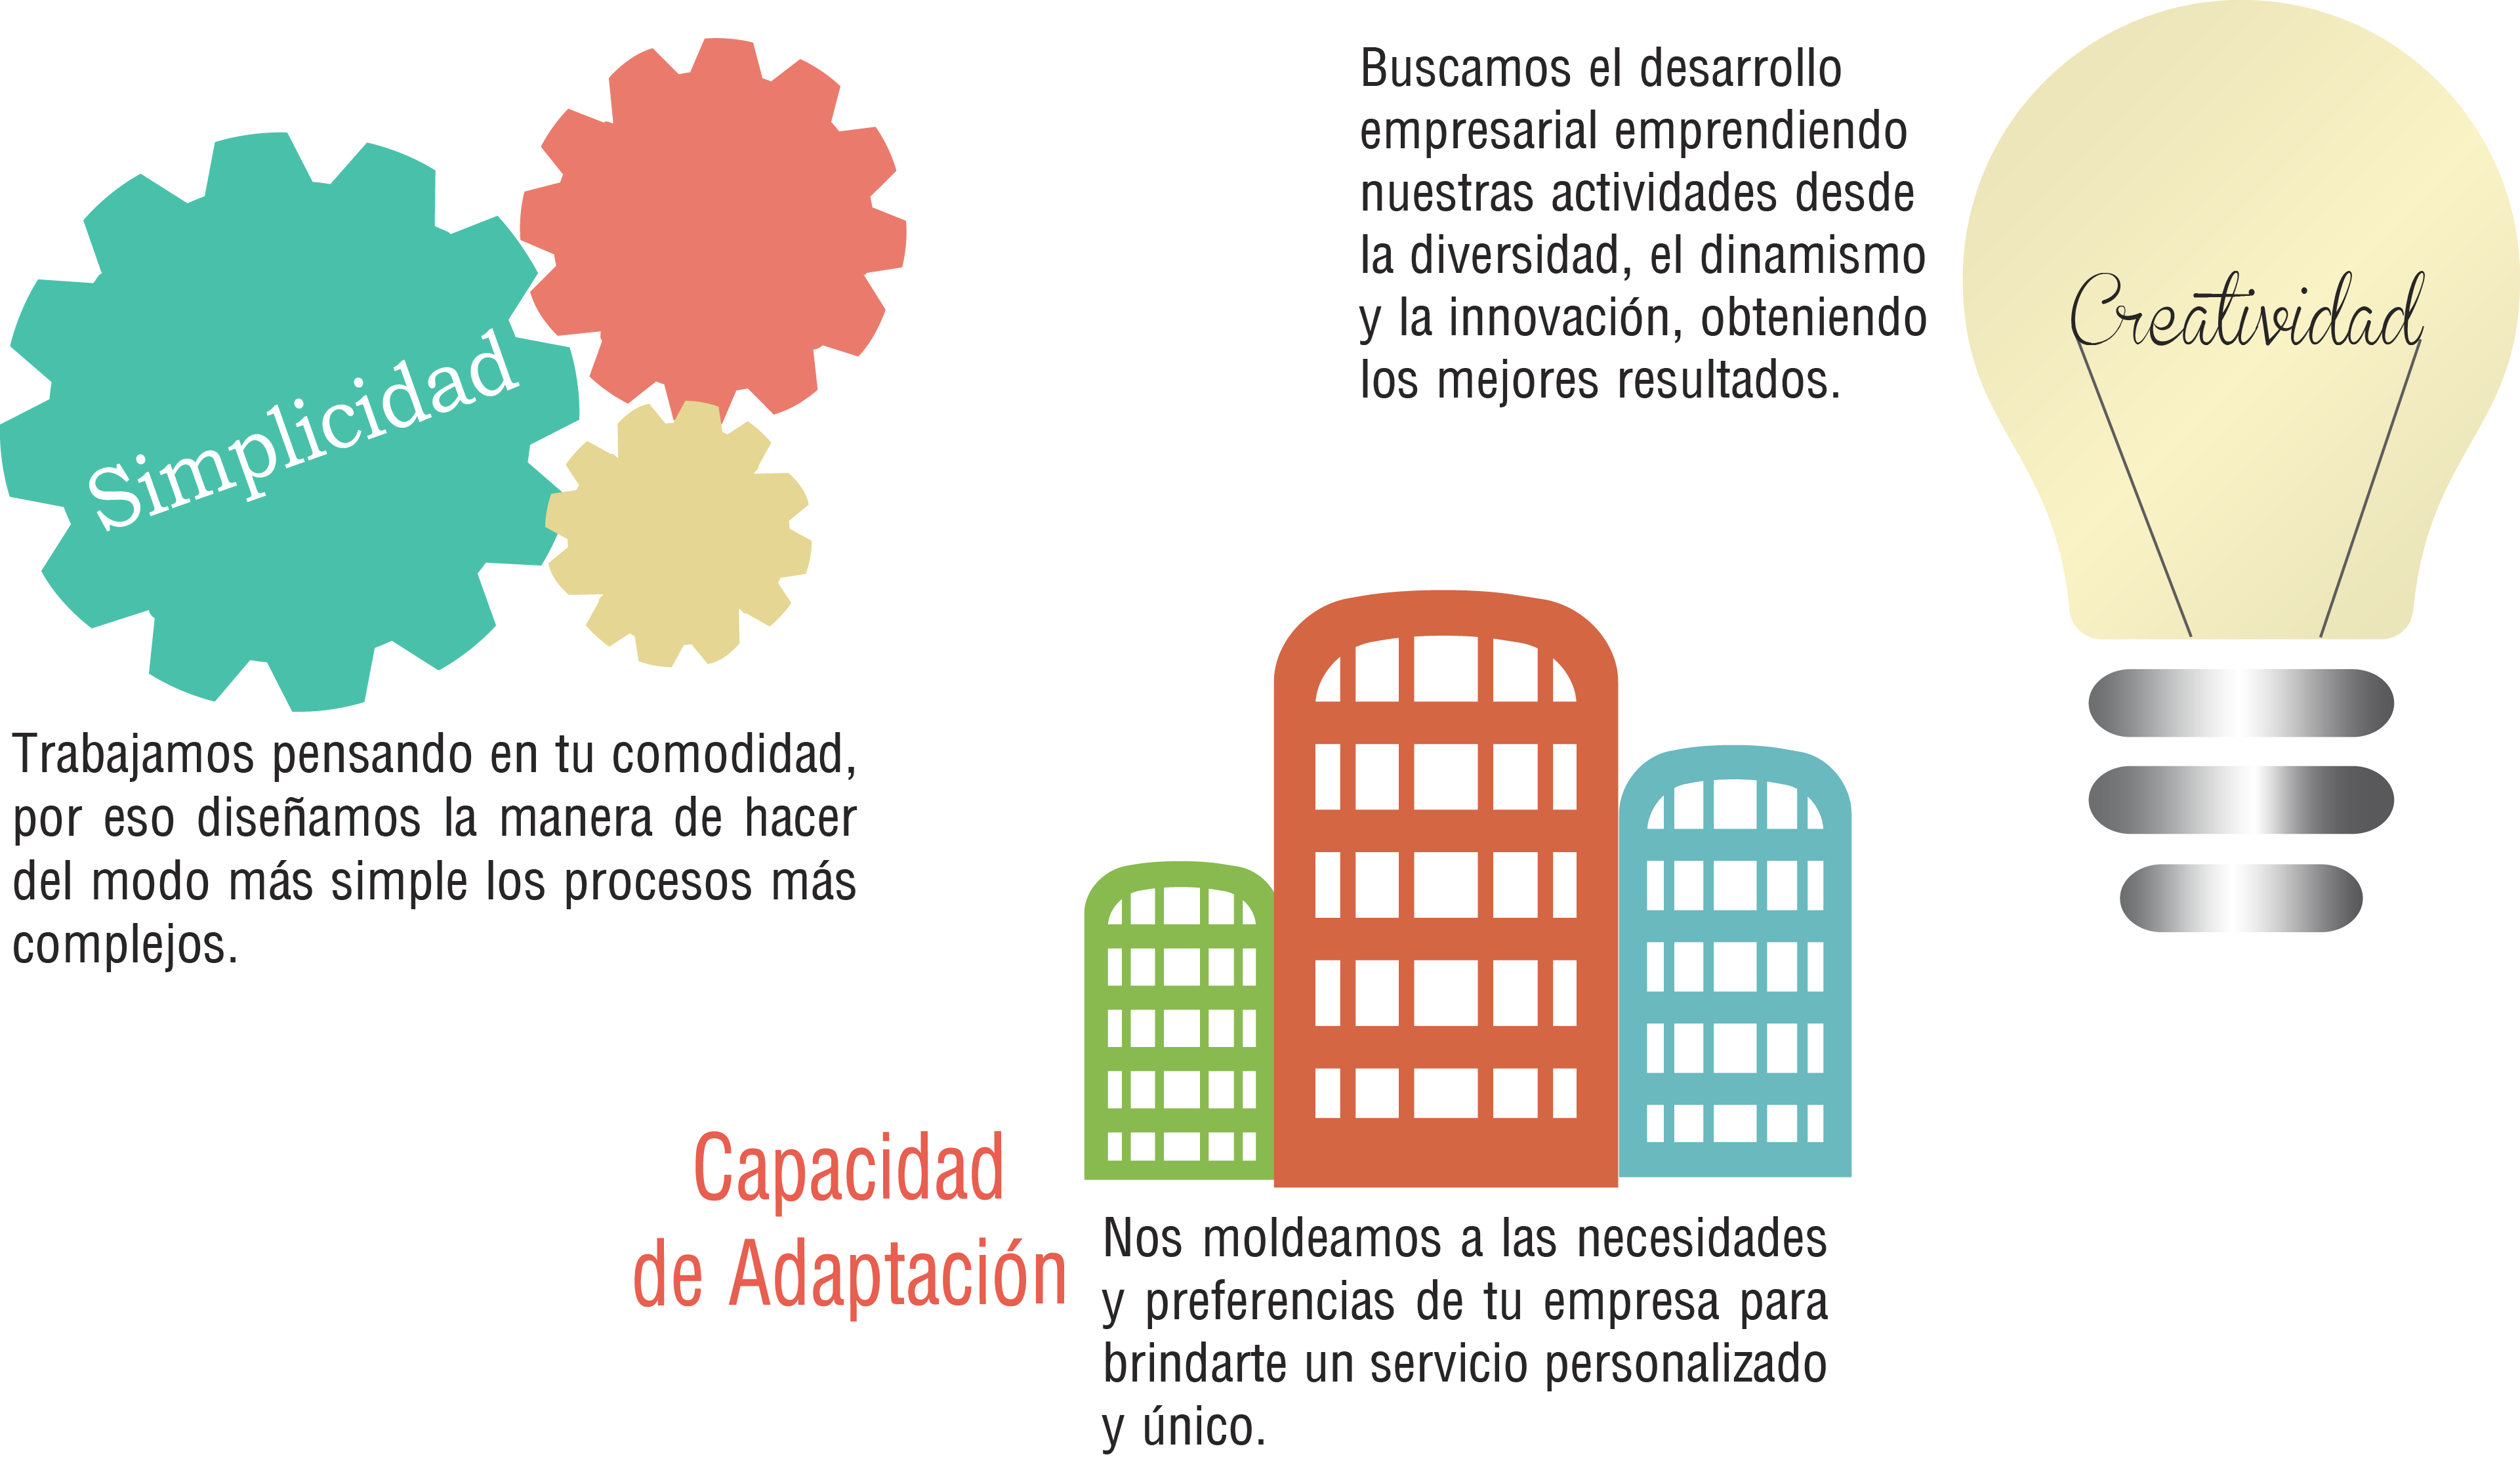 Simplicidad
Trabajamos pensando en tu comodidad,
por eso diseñamos la manera de hacer
del modo más simple los procesos más
complejos.
Buscamos el desarrollo
empresarial emprendiendo
nuestras actividades desde
la diversidad, el dinamismo
y la innovación, obteniendo
los mejores resultados.
Creatividad
Capacidad
de Adaptación
Nos moldeamos a las necesidades
y preferencias de tu empresa para
brindarte un servicio personalizado
y único.